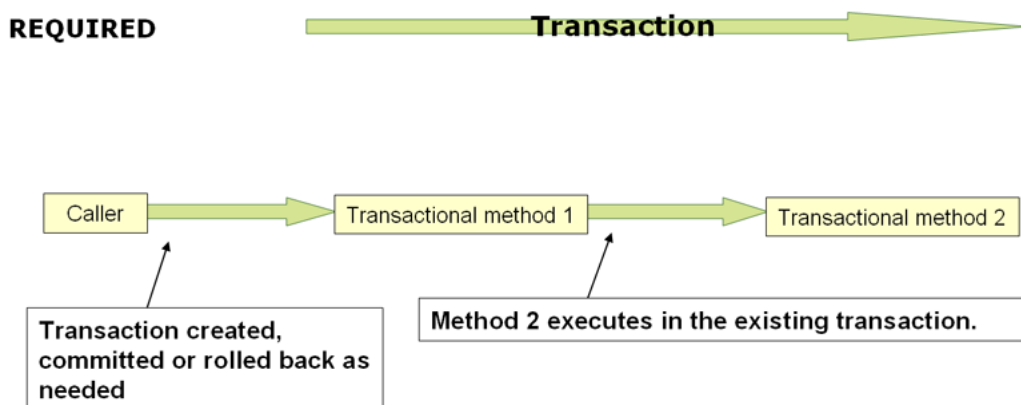 REQUIRED
Transaction
Caller
Transactional method 1
Transactional method 2
Transaction created,
committed or rolled back as
needed
Method 2 executes in the existing transaction.